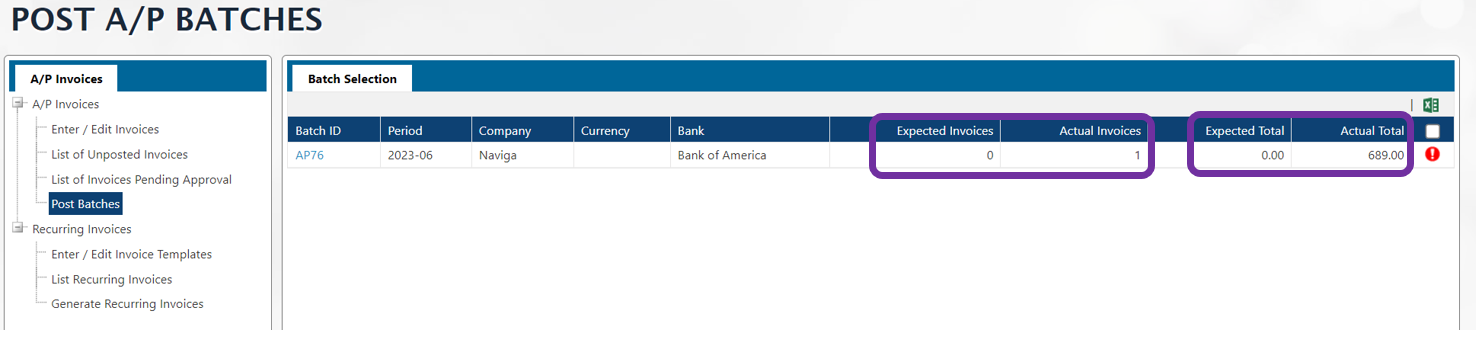 POST A/P BATCHES
A/P Invoices
A/P Invoices
Enter / Edit Invoices
List of Unposted Invoices
List of Invoices Pending Approval
Post Batches
Recurring Invoices
Enter / Edit Invoice Templates
List Recurring Invoices
Generate Recurring Invoices
Batch Selection
Batch ID Period Company Currency Bank Expected Invoices Actual Invoices Expected Total Actual Total
AP76 2023-06 Naviga Bank of America 0 1 0.00 689.00